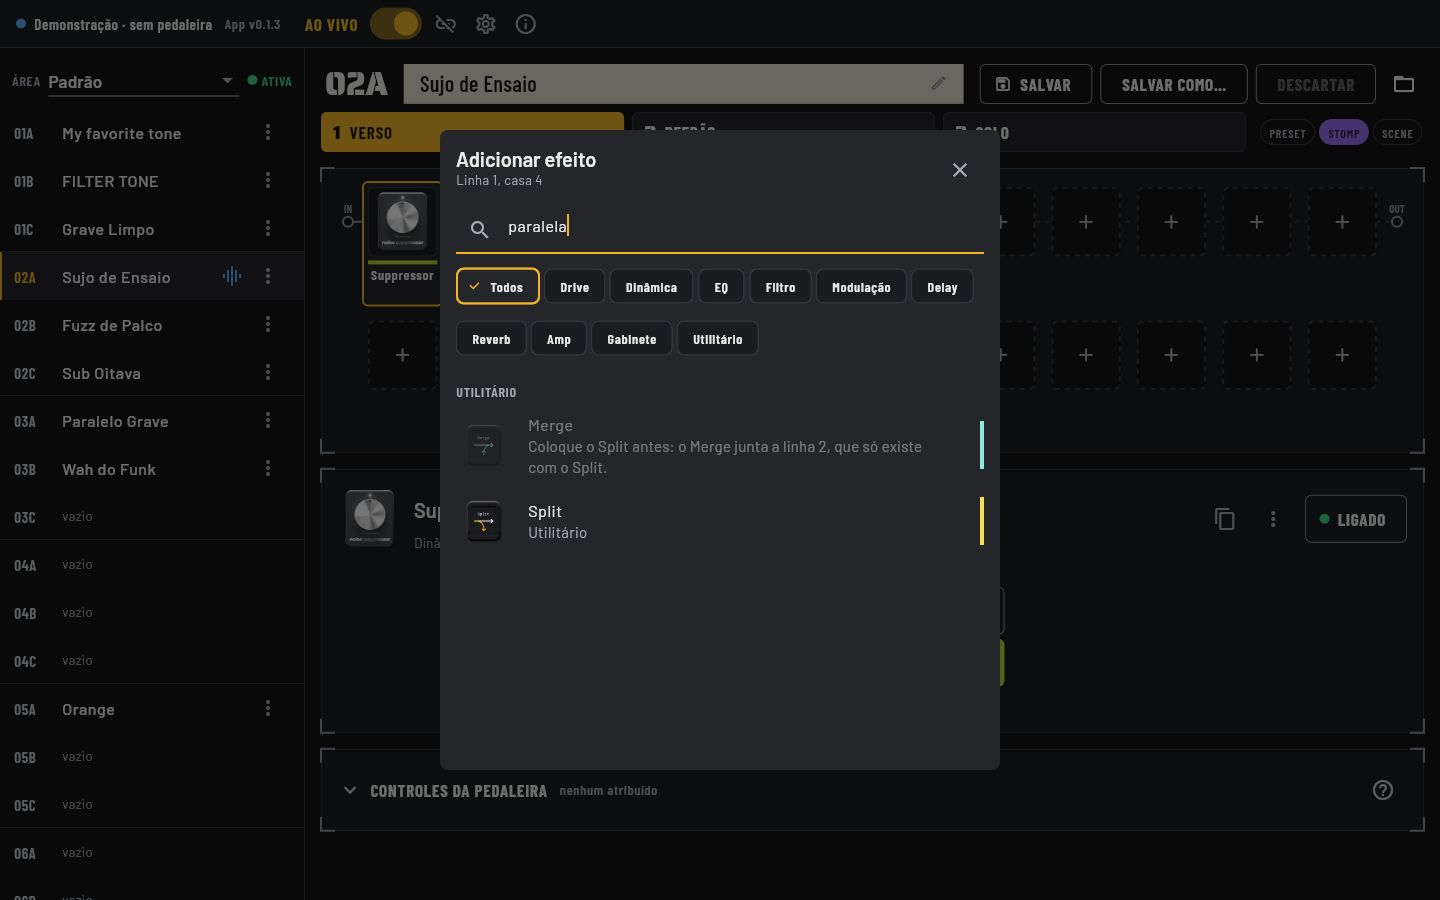 Demonstração · sem pedaleira App v0.1.3 AO VIVO
ÁREA Padrão ATIVA
01A My favorite tone
01B FILTER TONE
01C Grave Limpo
02A Sujo de Ensaio
02B Fuzz de Palco
02C Sub Oitava
03A Paralelo Grave
03B Wah do Funk
03C vazio
04A vazio
04B vazio
04C vazio
05A Orange
05B vazio
05C vazio
06A vazio
02A Sujo de Ensaio SALVAR SALVAR COMO... DESCARTAR
1 VERSO
PRESET STOMP SCENE
IN
Suppressor
OUT
Adicionar efeito
Linha 1, casa 4
paralela
Todos Drive Dinâmica EQ Filtro Modulação Delay
Reverb Amp Gabinete Utilitário
UTILITÁRIO
Merge
Coloque o Split antes: o Merge junta a linha 2, que só existe
com o Split.
Split
Utilitário
LIGADO
CONTROLES DA PEDALEIRA nenhum atribuído